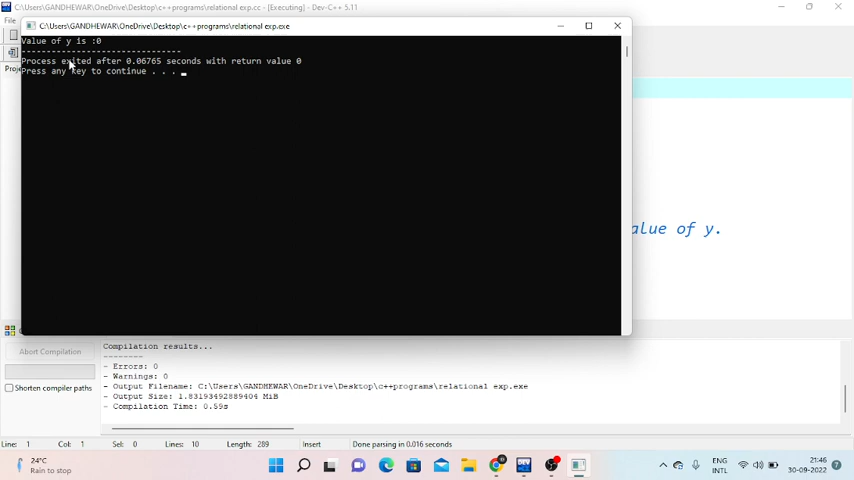 C:\Users\GANDHEWAR\OneDrive\Desktop\c++programs\relational exp.cc - [Executing] - Dev-C++ 5.11
File
C:\Users\GANDHEWAR\OneDrive\Desktop\c++programs\relational exp.exe
Value of y is :0
--------------------------------
Process exited after 0.06765 seconds with return value 0
Press any key to continue . . .
Proje
alue of y.
Compilation results...
--------
- Errors: 0
- Warnings: 0
- Output Filename: C:\Users\GANDHEWAR\OneDrive\Desktop\c++programs\relational exp.exe
- Output Size: 1.83193492889404 MiB
- Compilation Time: 0.59s
Abort Compilation
Shorten compiler paths
Line: 1 Col: 1 Sel: 0 Lines: 10 Length: 289 Insert Done parsing in 0.016 seconds
24°C
Rain to stop
DEV
ENG
INTL
21:46
30-09-2022